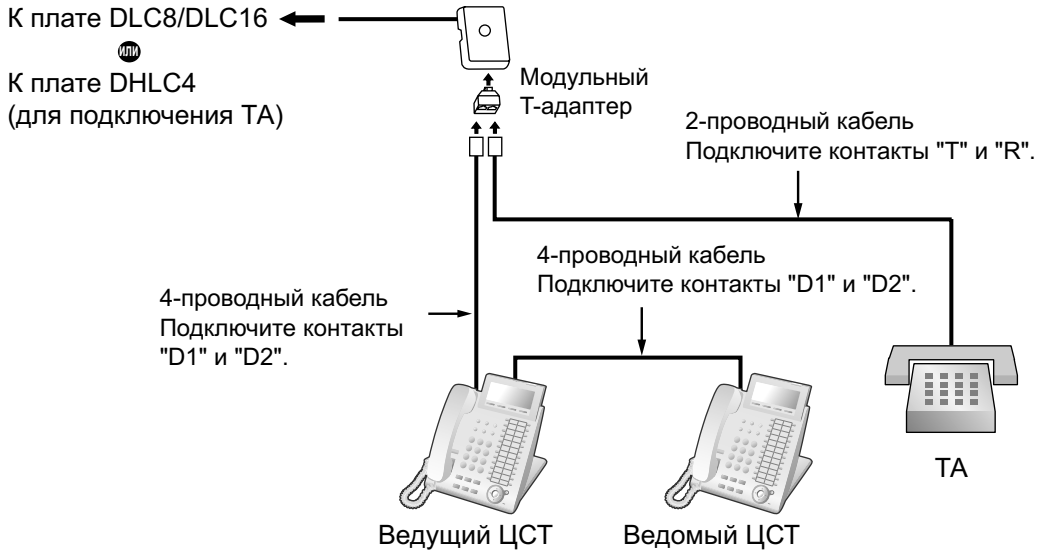 К плате DLC8/DLC16
или
К плате DHLC4
(для подключения ТА)
Модульный
Т-адаптер
2-проводный кабель
Подключите контакты "T" и "R".
4-проводный кабель
Подключите контакты "D1" и "D2".
4-проводный кабель
Подключите контакты
"D1" и "D2".
ТА
Ведущий ЦСТ
Ведомый ЦСТ